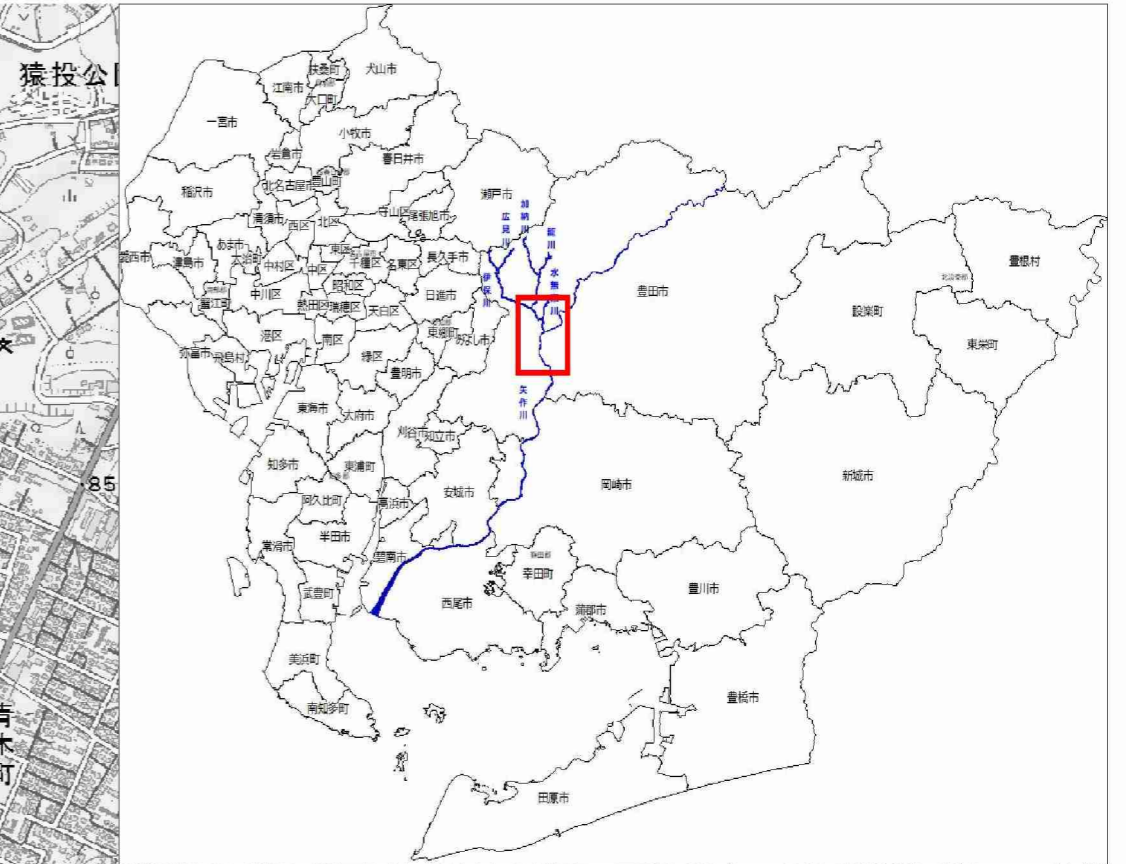 猿投公
85
青木町
犬山市
扶桑町
江南市
大口町
一宮市
小牧市
岩倉市
春日井市
稲沢市
北名古屋市
豊山町
瀬戸市
清須市
西区
北区
守山区
尾張旭市
あま市
愛西市
津島市
大治町
中村区
中区
東区
千種区
名東区
長久手市
蟹江町
中川区
昭和区
熱田区
瑞穂区
天白区
日進市
港区
南区
緑区
東郷町
みよし市
弥富市
飛島村
豊明市
東海市
大府市
刈谷市
知立市
知多市
東浦町
安城市
阿久比町
高浜市
半田市
常滑市
碧南市
武豊町
西尾市
美浜町
南知多町
加納川
広見川
籠川
水無瀬川
伊保川
矢作川
豊田市
岡崎市
額田郡
幸田町
蒲郡市
豊川市
豊橋市
田原市
新城市
設楽町
北設楽郡
豊根村
東栄町